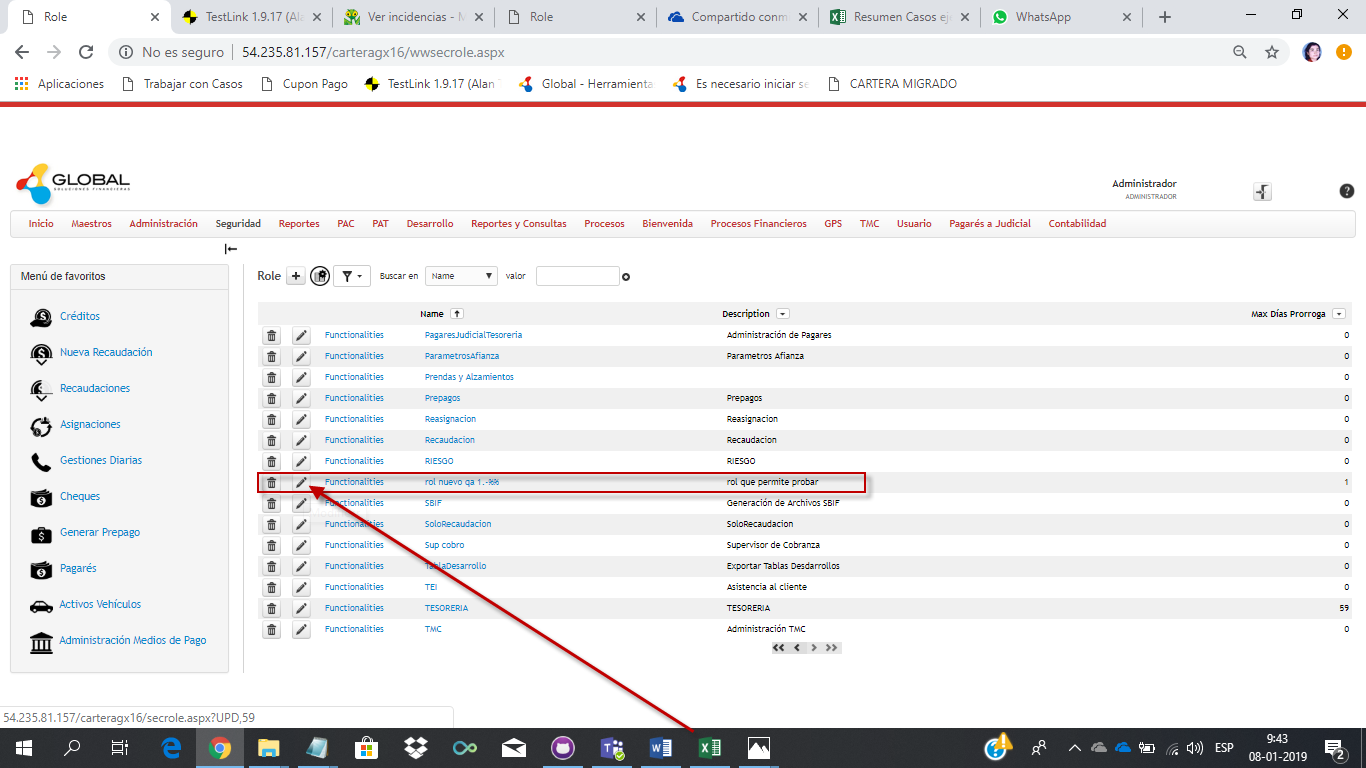 Role
TestLink 1.9.17 (Ala
Ver incidencias - M
Role
Compartido conm
Resumen Casos eje
WhatsApp
No es seguro 54.235.81.157/carteragx16/wwsecrole.aspx
Aplicaciones Trabajar con Casos Cupon Pago TestLink 1.9.17 (Alan Global - Herramienta Es necesario iniciar se CARTERA MIGRADO
GLOBAL
SOLUCIONES FINANCIERAS
Administrador
ADMINISTRADOR
Inicio Maestros Administración Seguridad Reportes PAC PAT Desarrollo Reportes y Consultas Procesos Bienvenida Procesos Financieros GPS TMC Usuario Pagarés a Judicial Contabilidad
Menú de favoritos
Créditos
Nueva Recaudación
Recaudaciones
Asignaciones
Gestiones Diarias
Cheques
Generar Prepago
Pagarés
Activos Vehículos
Administración Medios de Pago
Role Buscar en Name valor
Name Description Max Días Prorroga
Functionalities PagaresJudicialTesoreria Administración de Pagares 0
Functionalities ParametrosAfianza Parametros Afianza 0
Functionalities Prendas y Alzamientos 0
Functionalities Prepagos Prepagos 0
Functionalities Reasignacion Reasignacion 0
Functionalities Recaudacion Recaudacion 0
Functionalities RIESGO RIESGO 0
Functionalities rol nuevo qa 1.-%% rol que permite probar 1
Functionalities SBIF Generación de Archivos SBIF 0
Functionalities SoloRecaudacion SoloRecaudacion 0
Functionalities Sup cobro Supervisor de Cobranza 0
Functionalities TablaDesarrollo Exportar Tablas Desdarrollos 0
Functionalities TEI Asistencia al cliente 0
Functionalities TESORERIA TESORERIA 59
Functionalities TMC Administración TMC 0
54.235.81.157/carteragx16/secrole.aspx?UPD,59
ESP
9:43
08-01-2019
2